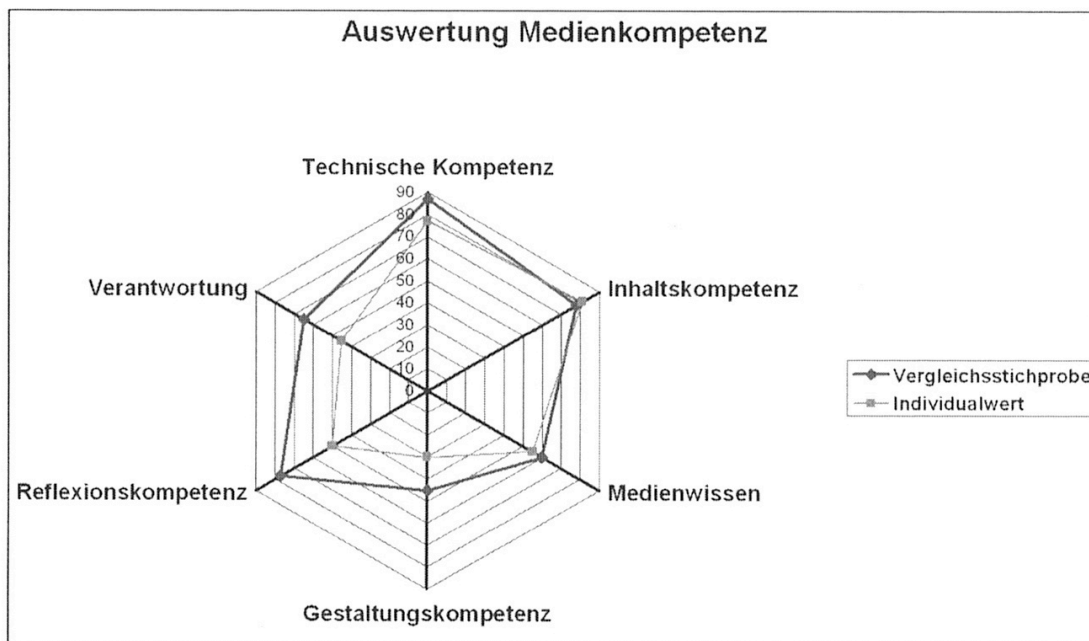 Auswertung Medienkompetenz
Technische Kompetenz
90
80
70
60
50
40
30
20
10
0
Verantwortung
Inhaltskompetenz
Vergleichsstichprobe
Individualwert
Reflexionskompetenz
Medienwissen
Gestaltungskompetenz